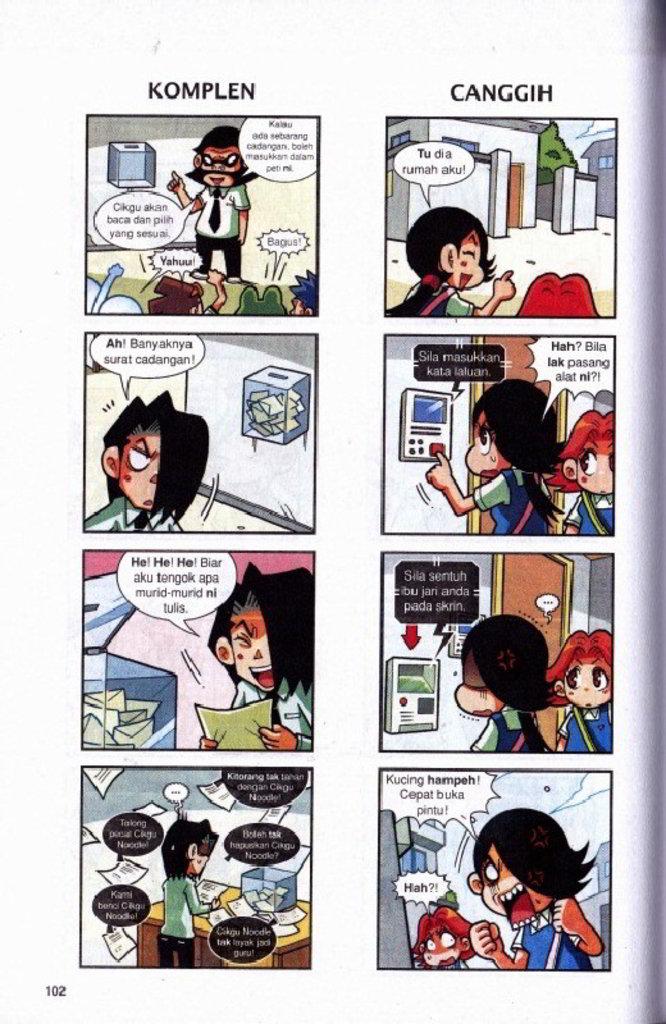 KOMPLEN
Kalau
ada sebarang
cadangan, boleh
masukkan dalam
peti ni.
Cikgu akan
baca dan pilih
yang sesuai.
Yahuu!
Bagus!
Ah! Banyaknya
surat cadangan!
He! He! He! Biar
aku tengok apa
murid-murid ni
tulis.
Kitorang tak tahan
dengan Cikgu
Noodle!
Tolong
pecat Cikgu
Noodle!
Boleh tak
hapuskan Cikgu
Noodle?
Kami
benci Cikgu
Noodle!
Cikgu Noodle
tak layak jadi
guru!
CANGGIH
Tu dia
rumah aku!
Sila masukkan
kata laluan.
Hah? Bila
lak pasang
alat ni?!
Sila sentuh
ibu jari anda
pada skrin.
Kucing hampeh!
Cepat buka
pintu!
Hah?!
102